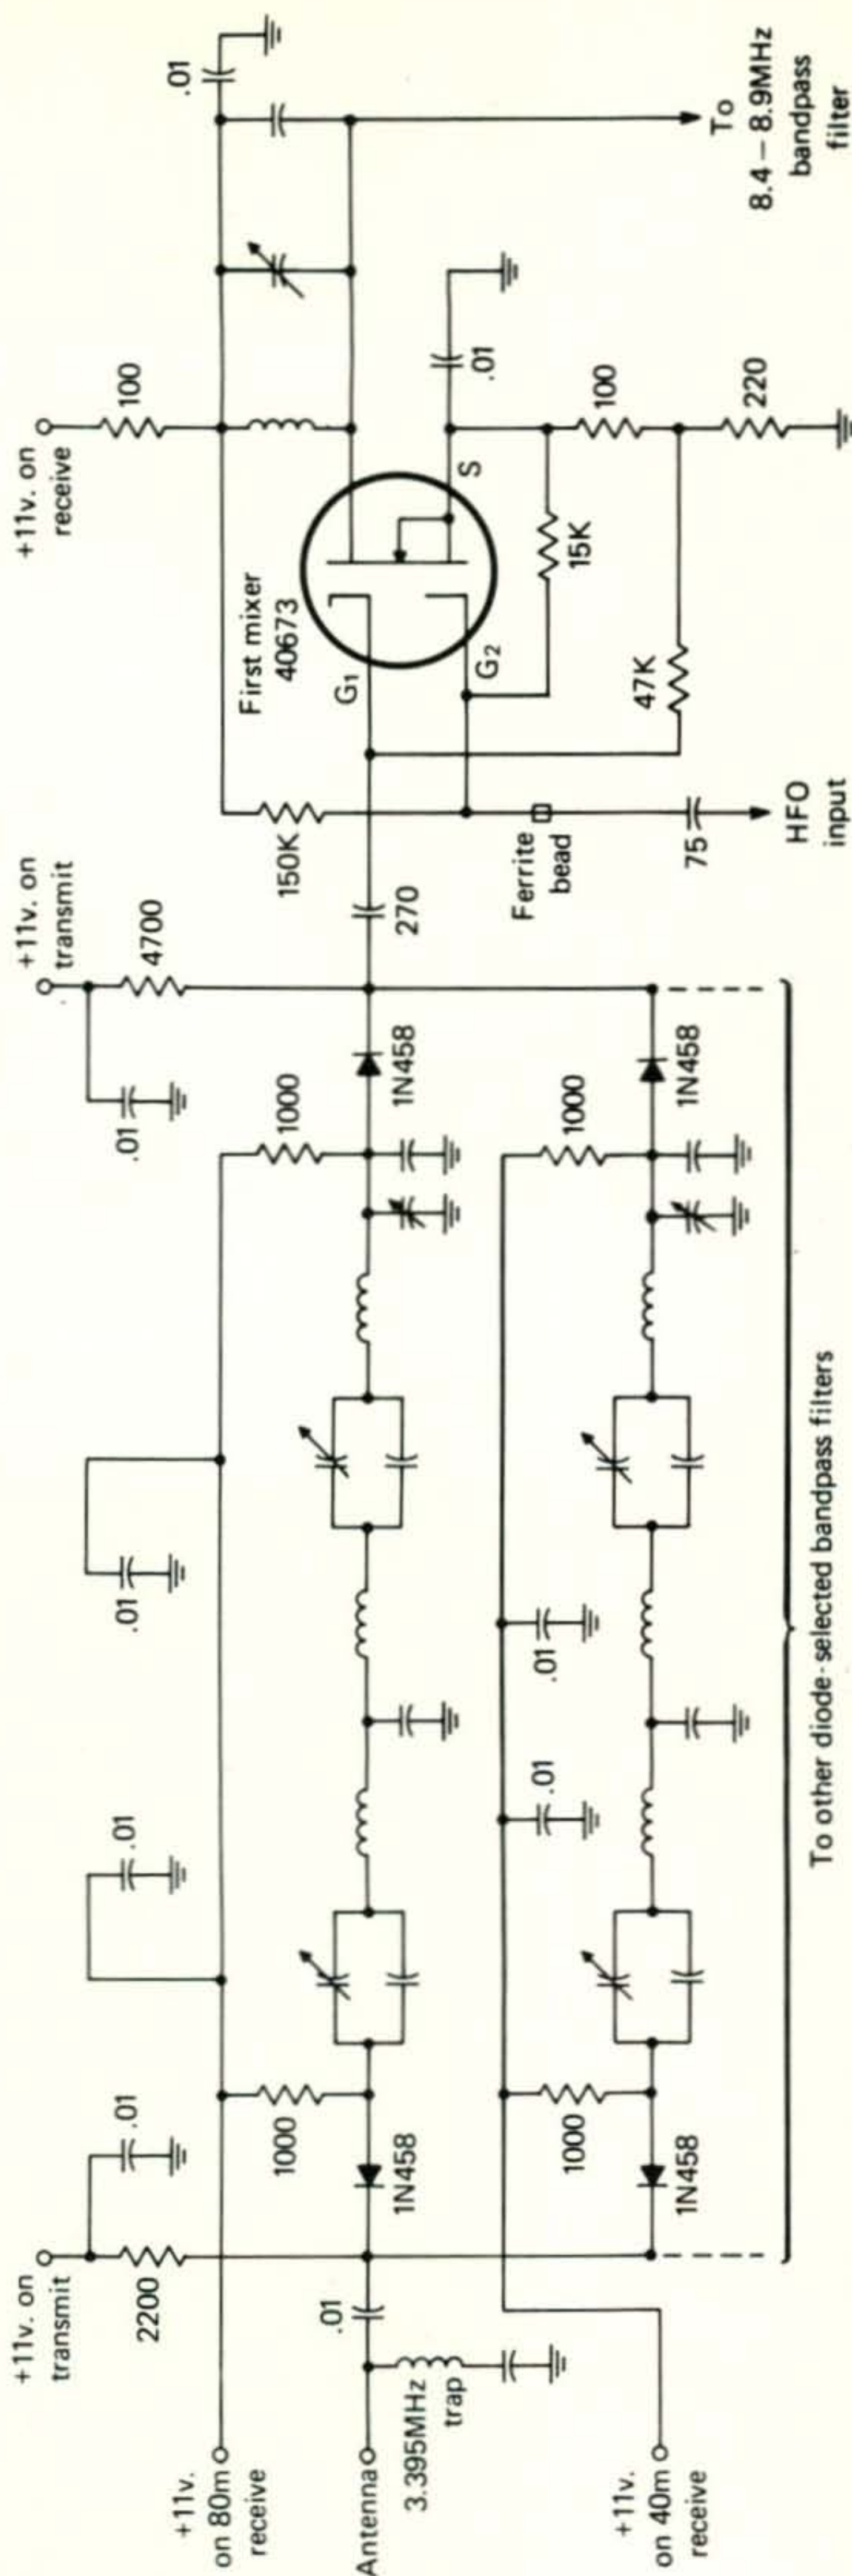 +11v. on
transmit
2200
.01
.01
.01
+11v. on
transmit
.01
4700
+11v. on
receive
100
.01
+11v.
on 80m
receive
1000
1000
150K
First mixer
40673
G1
G2
S
.01
Antenna
.01
3.395MHz
trap
1N458
1N458
270
Ferrite
bead
75
HFO
input
15K
47K
100
220
To
8.4 – 8.9MHz
bandpass
filter
+11v.
on 40m
receive
1000
.01
.01
1000
1N458
1N458
To other diode-selected bandpass filters